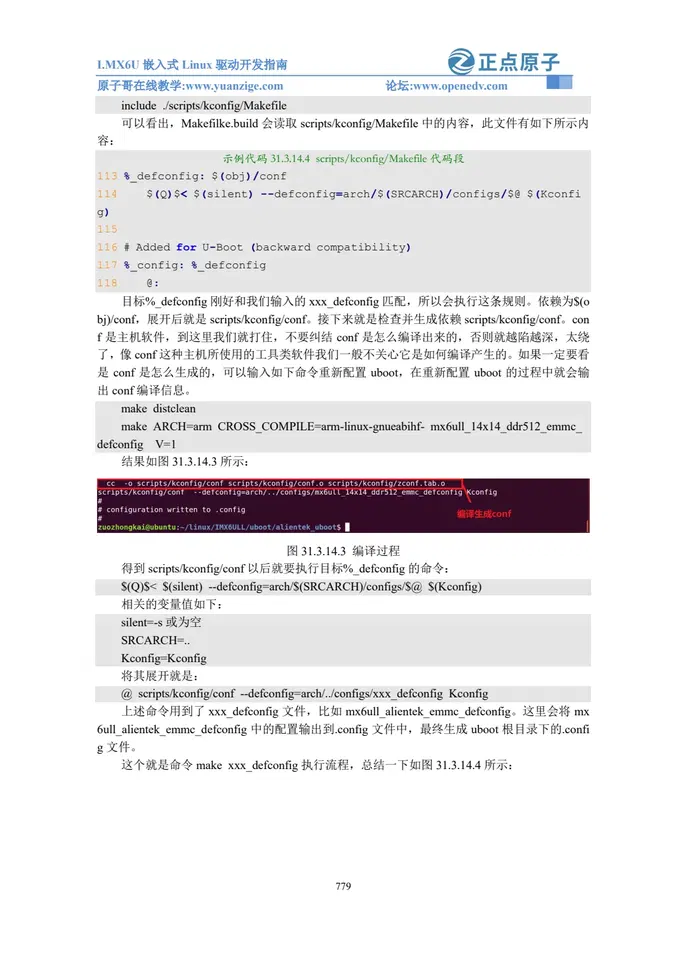 I.MX6U 嵌入式 Linux 驱动开发指南
正点原子
原子哥在线教学:www.yuanzige.com 论坛:www.openedv.com
include ./scripts/kconfig/Makefile
可以看出，Makefilke.build 会读取 scripts/kconfig/Makefile 中的内容，此文件有如下所示内
容：
示例代码 31.3.14.4 scripts/kconfig/Makefile 代码段
113 %_defconfig: $(obj)/conf
114 $(Q)$< $(silent) --defconfig=arch/$(SRCARCH)/configs/$@ $(Kconfi
g)
115
116 # Added for U-Boot (backward compatibility)
117 %_config: %_defconfig
118 @:
目标%_defconfig 刚好和我们输入的 xxx_defconfig 匹配，所以会执行这条规则。依赖为$(o
bj)/conf，展开后就是 scripts/kconfig/conf。接下来就是检查并生成依赖 scripts/kconfig/conf。con
f 是主机软件，到这里我们就打住，不要纠结 conf 是怎么编译出来的，否则就越陷越深，太绕
了，像 conf 这种主机所使用的工具类软件我们一般不关心它是如何编译产生的。如果一定要看
是 conf 是怎么生成的，可以输入如下命令重新配置 uboot，在重新配置 uboot 的过程中就会输
出 conf 编译信息。
make distclean
make ARCH=arm CROSS_COMPILE=arm-linux-gnueabihf- mx6ull_14x14_ddr512_emmc_
defconfig V=1
结果如图 31.3.14.3 所示：
cc -o scripts/kconfig/conf scripts/kconfig/conf.o scripts/kconfig/zconf.tab.o
scripts/kconfig/conf --defconfig=arch/../configs/mx6ull_14x14_ddr512_emmc_defconfig Kconfig
#
# configuration written to .config
编译生成conf
#
zuozhongkai@ubuntu:~/linux/IMX6ULL/uboot/alientek_uboot$
图 31.3.14.3 编译过程
得到 scripts/kconfig/conf 以后就要执行目标%_defconfig 的命令：
$(Q)$< $(silent) --defconfig=arch/$(SRCARCH)/configs/$@ $(Kconfig)
相关的变量值如下：
silent=-s 或为空
SRCARCH=..
Kconfig=Kconfig
将其展开就是：
@ scripts/kconfig/conf --defconfig=arch/../configs/xxx_defconfig Kconfig
上述命令用到了 xxx_defconfig 文件，比如 mx6ull_alientek_emmc_defconfig。这里会将 mx
6ull_alientek_emmc_defconfig 中的配置输出到.config 文件中，最终生成 uboot 根目录下的.confi
g 文件。
这个就是命令 make xxx_defconfig 执行流程，总结一下如图 31.3.14.4 所示：
779